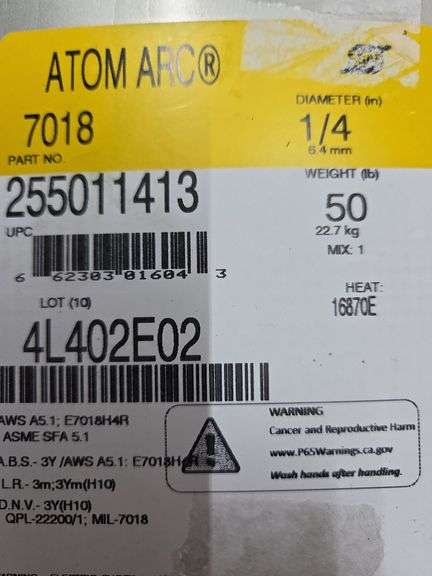 ATOM ARC®
7018
DIAMETER (in)
1/4
6.4 mm
PART NO.
255011413
WEIGHT (lb)
50
22.7 kg
MIX: 1
UPC
6 62303 01604 3
LOT (10)
4L402E02
HEAT:
16870E
AWS A5.1; E7018H4R
ASME SFA 5.1
A.B.S.- 3Y /AWS A5.1: E7018H
L.R.- 3m;3Ym(H10)
D.N.V.- 3Y(H10)
QPL-22200/1; MIL-7018
WARNING
Cancer and Reproductive Harm
www.P65Warnings.ca.gov
Wash hands after handling.